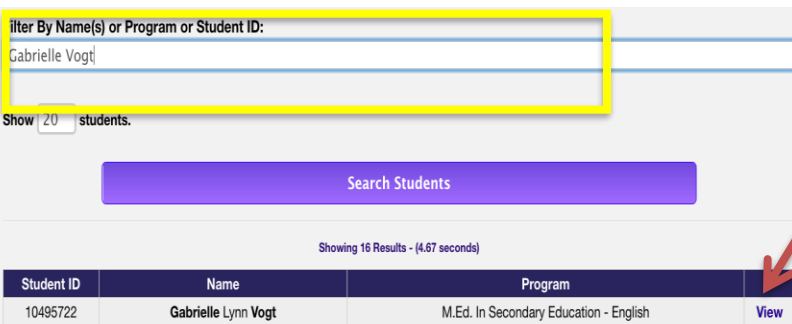 ilter By Name(s) or Program or Student ID:
Gabrielle Vogt
Show 20 students.
Search Students
Showing 16 Results - (4.67 seconds)
Student ID Name Program
10495722 Gabrielle Lynn Vogt M.Ed. In Secondary Education - English View